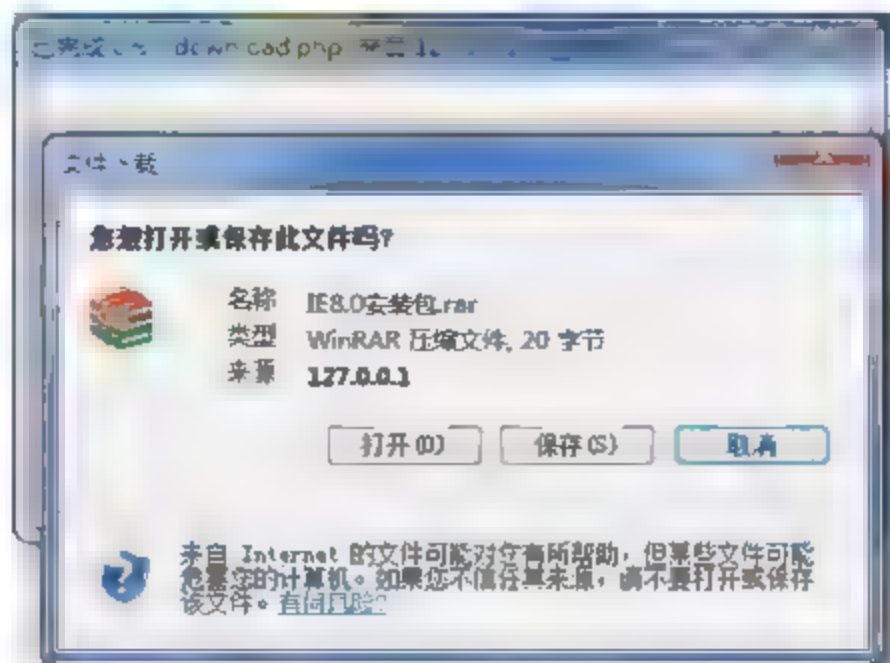 已完成 download.php
文件下载
您想打开或保存此文件吗?
名称 IE8.0安装包.rar
类型 WinRAR 压缩文件, 20 字节
来源 127.0.0.1
打开(O) 保存(S) 取消
来自 Internet 的文件可能对您有所帮助，但某些文件可能
危害您的计算机。如果您不信任其来源，请不要打开或保存
该文件。有何风险?